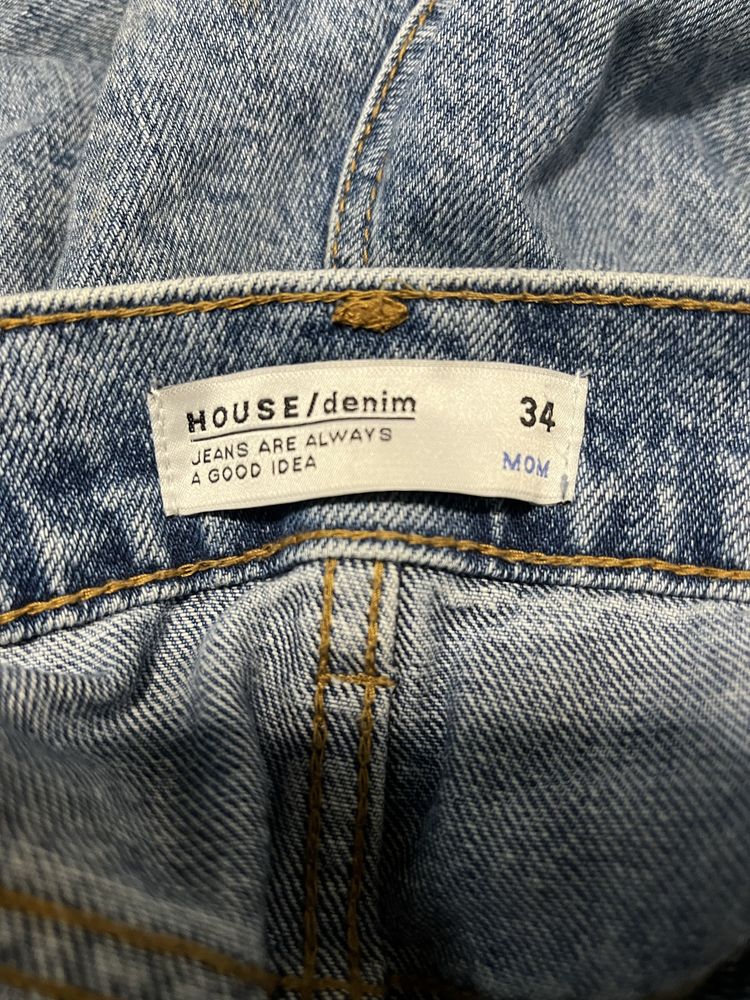 HOUSE/denim
JEANS ARE ALWAYS
A GOOD IDEA
34
MOM